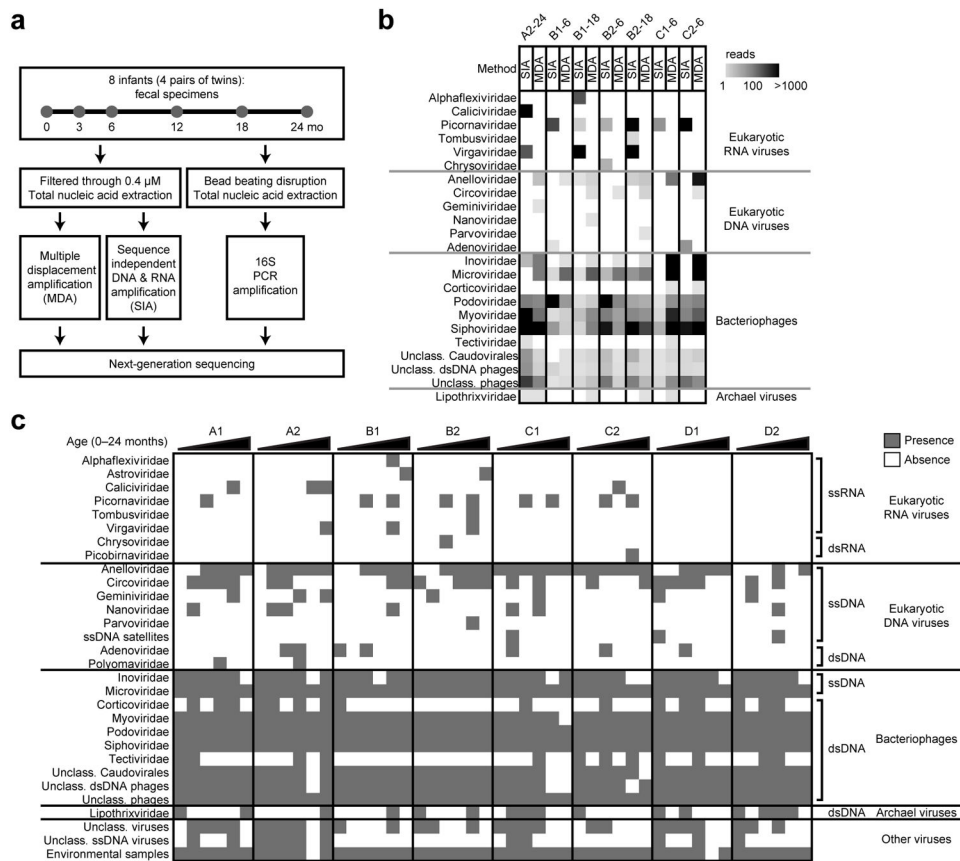 a
8 infants (4 pairs of twins):
fecal specimens
0 3 6 12 18 24 mo
Filtered through 0.4 μM
Total nucleic acid extraction
Bead beating disruption
Total nucleic acid extraction
Multiple
displacement
amplification
(MDA)
Sequence
independent
DNA & RNA
amplification
(SIA)
16S
PCR
amplification
Next-generation sequencing
b
A2-24 B1-6 B1-18 B2-6 B2-18 C1-6 C2-6
Method SIA MDA SIA MDA SIA MDA SIA MDA SIA MDA SIA MDA SIA MDA
reads
1 100 >1000
Alphaflexiviridae
Caliciviridae
Picornaviridae
Tombusviridae
Virgaviridae
Chrysoviridae
Eukaryotic
RNA viruses
Anelloviridae
Circoviridae
Geminiviridae
Nanoviridae
Parvoviridae
Adenoviridae
Eukaryotic
DNA viruses
Inoviridae
Microviridae
Corticoviridae
Podoviridae
Myoviridae
Siphoviridae
Tectiviridae
Unclass. Caudovirales
Unclass. dsDNA phages
Unclass. phages
Bacteriophages
Lipothrixviridae
Archael viruses
c
Age (0–24 months)
A1 A2 B1 B2 C1 C2 D1 D2
Presence
Absence
Alphaflexiviridae
Astroviridae
Caliciviridae
Picornaviridae
Tombusviridae
Virgaviridae
Chrysoviridae
Picobirnaviridae
ssRNA
dsRNA
Eukaryotic
RNA viruses
Anelloviridae
Circoviridae
Geminiviridae
Nanoviridae
Parvoviridae
ssDNA satellites
Adenoviridae
Polyomaviridae
ssDNA
dsDNA
Eukaryotic
DNA viruses
Inoviridae
Microviridae
Corticoviridae
Myoviridae
Podoviridae
Siphoviridae
Tectiviridae
Unclass. Caudovirales
Unclass. dsDNA phages
Unclass. phages
ssDNA
dsDNA
Bacteriophages
Lipothrixviridae
dsDNA Archael viruses
Unclass. viruses
Unclass. ssDNA viruses
Environmental samples
Other viruses